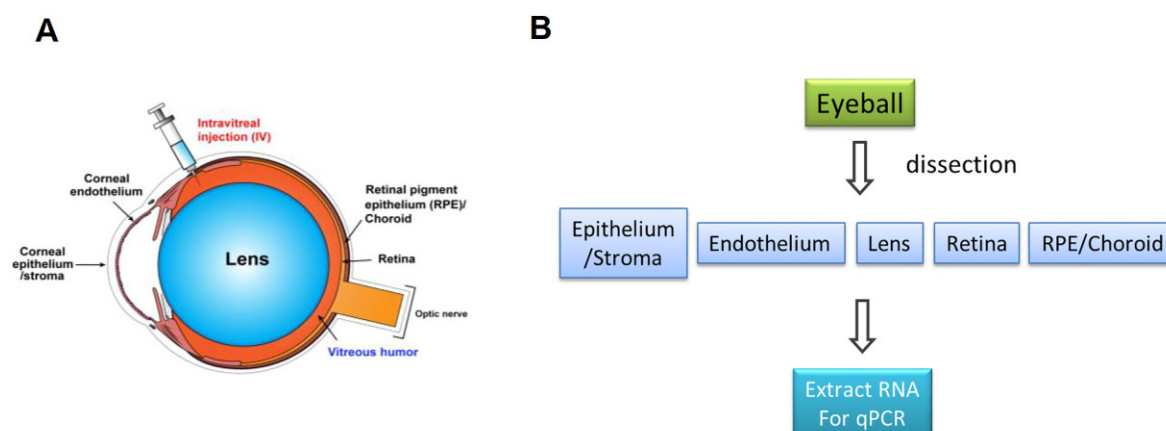 A
Intravitreal
injection (IV)
Corneal
endothelium
Corneal
epithelium
/stroma
Lens
Retinal pigment
epithelium (RPE)/
Choroid
Retina
Optic nerve
Vitreous humor
B
Eyeball
dissection
Epithelium
/Stroma
Endothelium
Lens
Retina
RPE/Choroid
Extract RNA
For qPCR